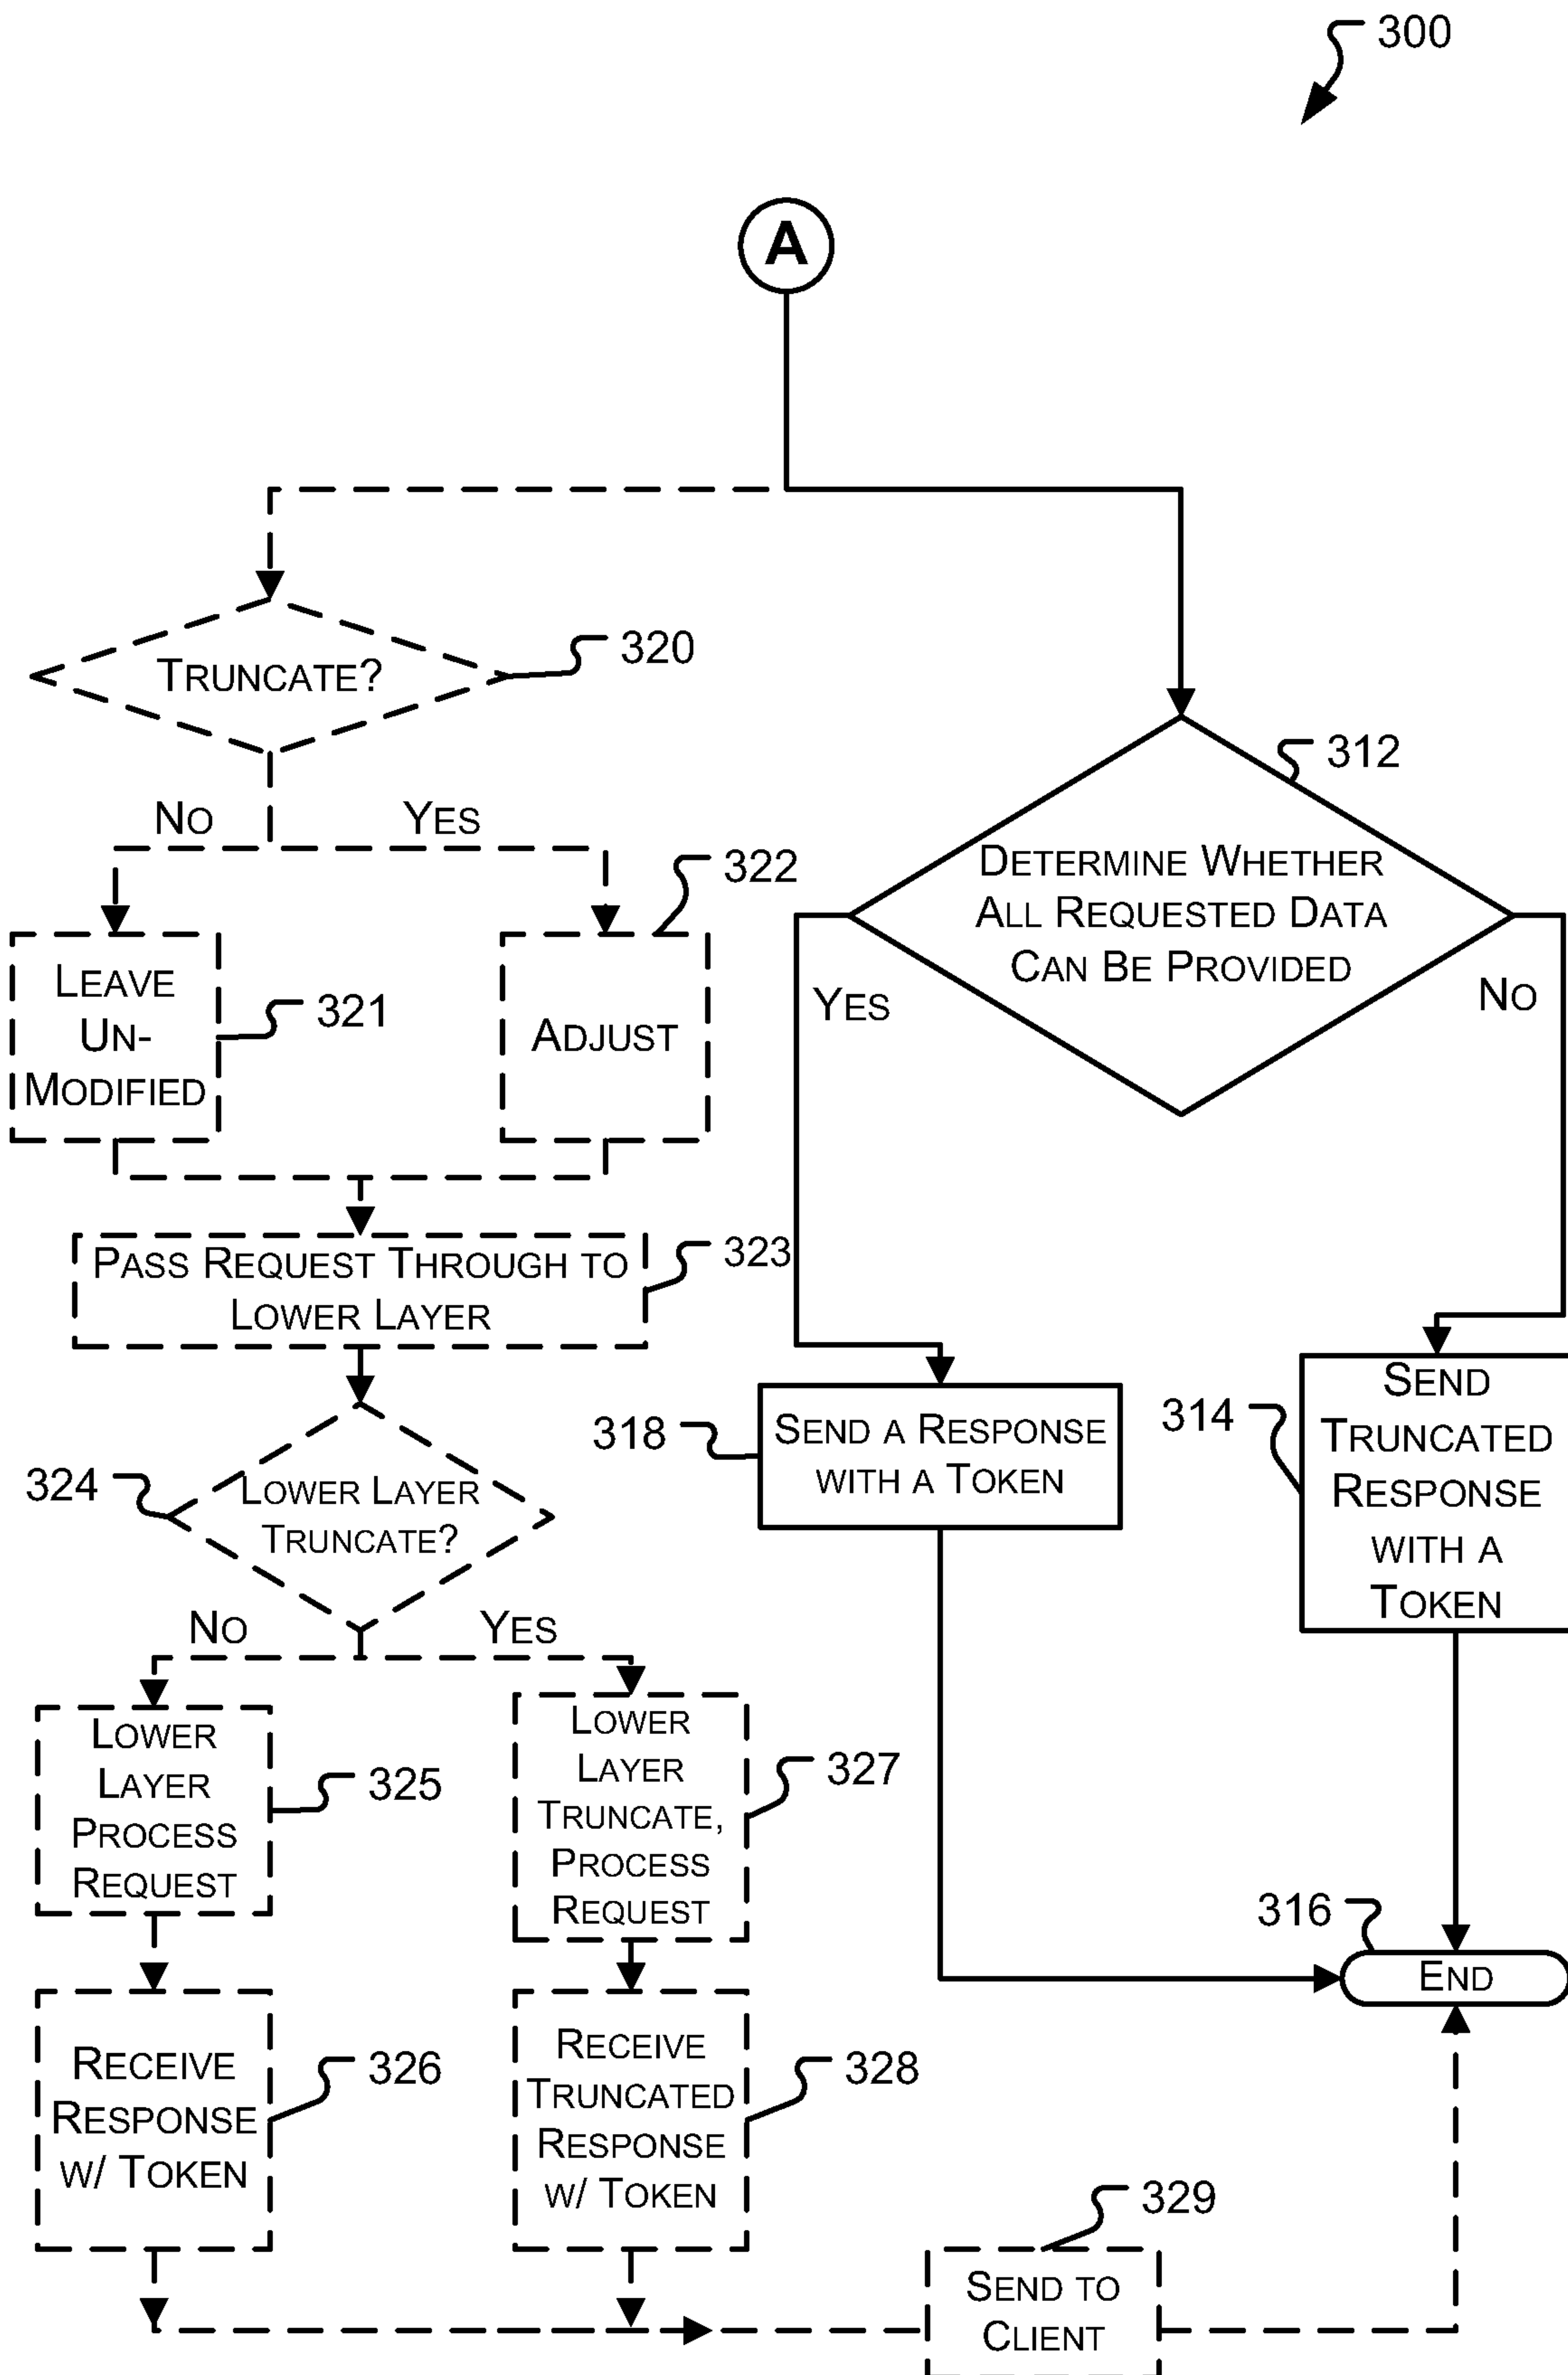 300
A
TRUNCATE?
320
312
NO
YES
DETERMINE WHETHER
ALL REQUESTED DATA
CAN BE PROVIDED
322
LEAVE
UN-
MODIFIED
321
ADJUST
YES
NO
PASS REQUEST THROUGH TO
LOWER LAYER
323
318
SEND A RESPONSE
WITH A TOKEN
314
SEND
TRUNCATED
RESPONSE
WITH A
TOKEN
324
LOWER LAYER
TRUNCATE?
NO
YES
LOWER
LAYER
PROCESS
REQUEST
325
LOWER
LAYER
TRUNCATE,
PROCESS
REQUEST
327
316
END
RECEIVE
RESPONSE
W/ TOKEN
326
RECEIVE
TRUNCATED
RESPONSE
W/ TOKEN
328
329
SEND TO
CLIENT